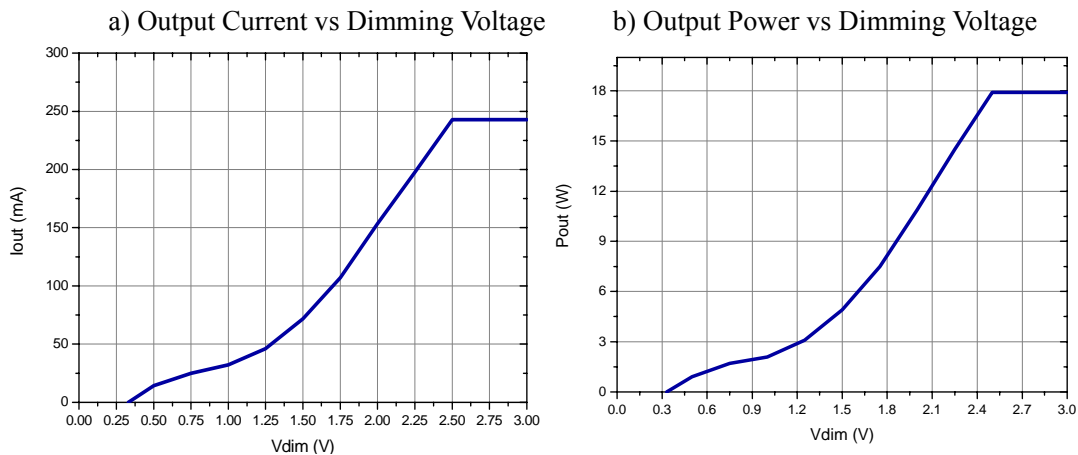 a) Output Current vs Dimming Voltage
b) Output Power vs Dimming Voltage
300
250
200
150
100
50
0
Iout (mA)
0.00 0.25 0.50 0.75 1.00 1.25 1.50 1.75 2.00 2.25 2.50 2.75 3.00
Vdim (V)
18
15
12
9
6
3
0
Pout (W)
0.0 0.3 0.6 0.9 1.2 1.5 1.8 2.1 2.4 2.7 3.0
Vdim (V)